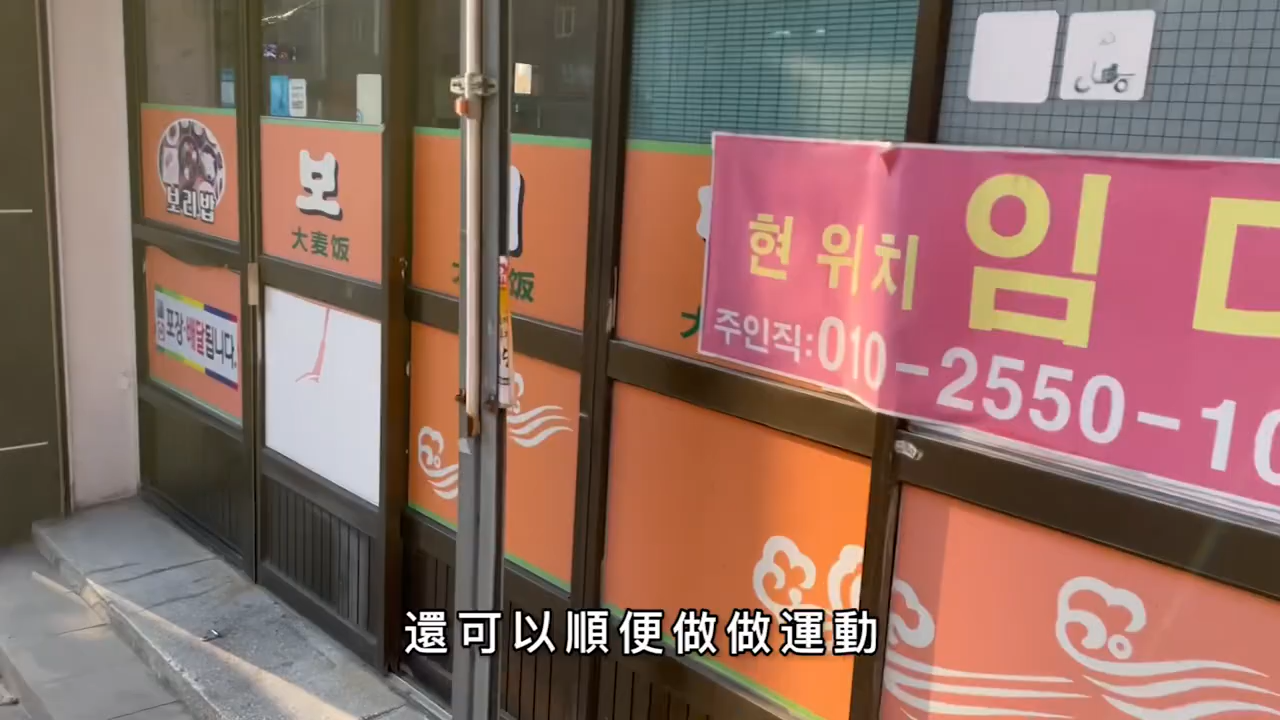 보리밥
보
大麦饭
饭
포장·배달됩니다.
현 위치 임
주인직:010-2550-10
還可以順便做做運動